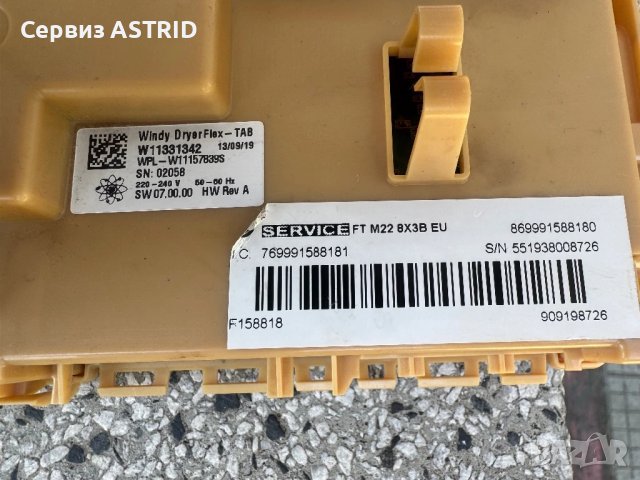 Сервиз ASTRID
Windy DryerFlex-TAB
W11331342 13/09/19
WPL-W11157839S
SN: 02058
220-240 V 50-60 Hz
SW 07.00.00 HW Rev A
SERVICE FT M22 8X3B EU 869991588180
I.C. 769991588181 S/N 551938008726
F158818 909198726
JAZAR